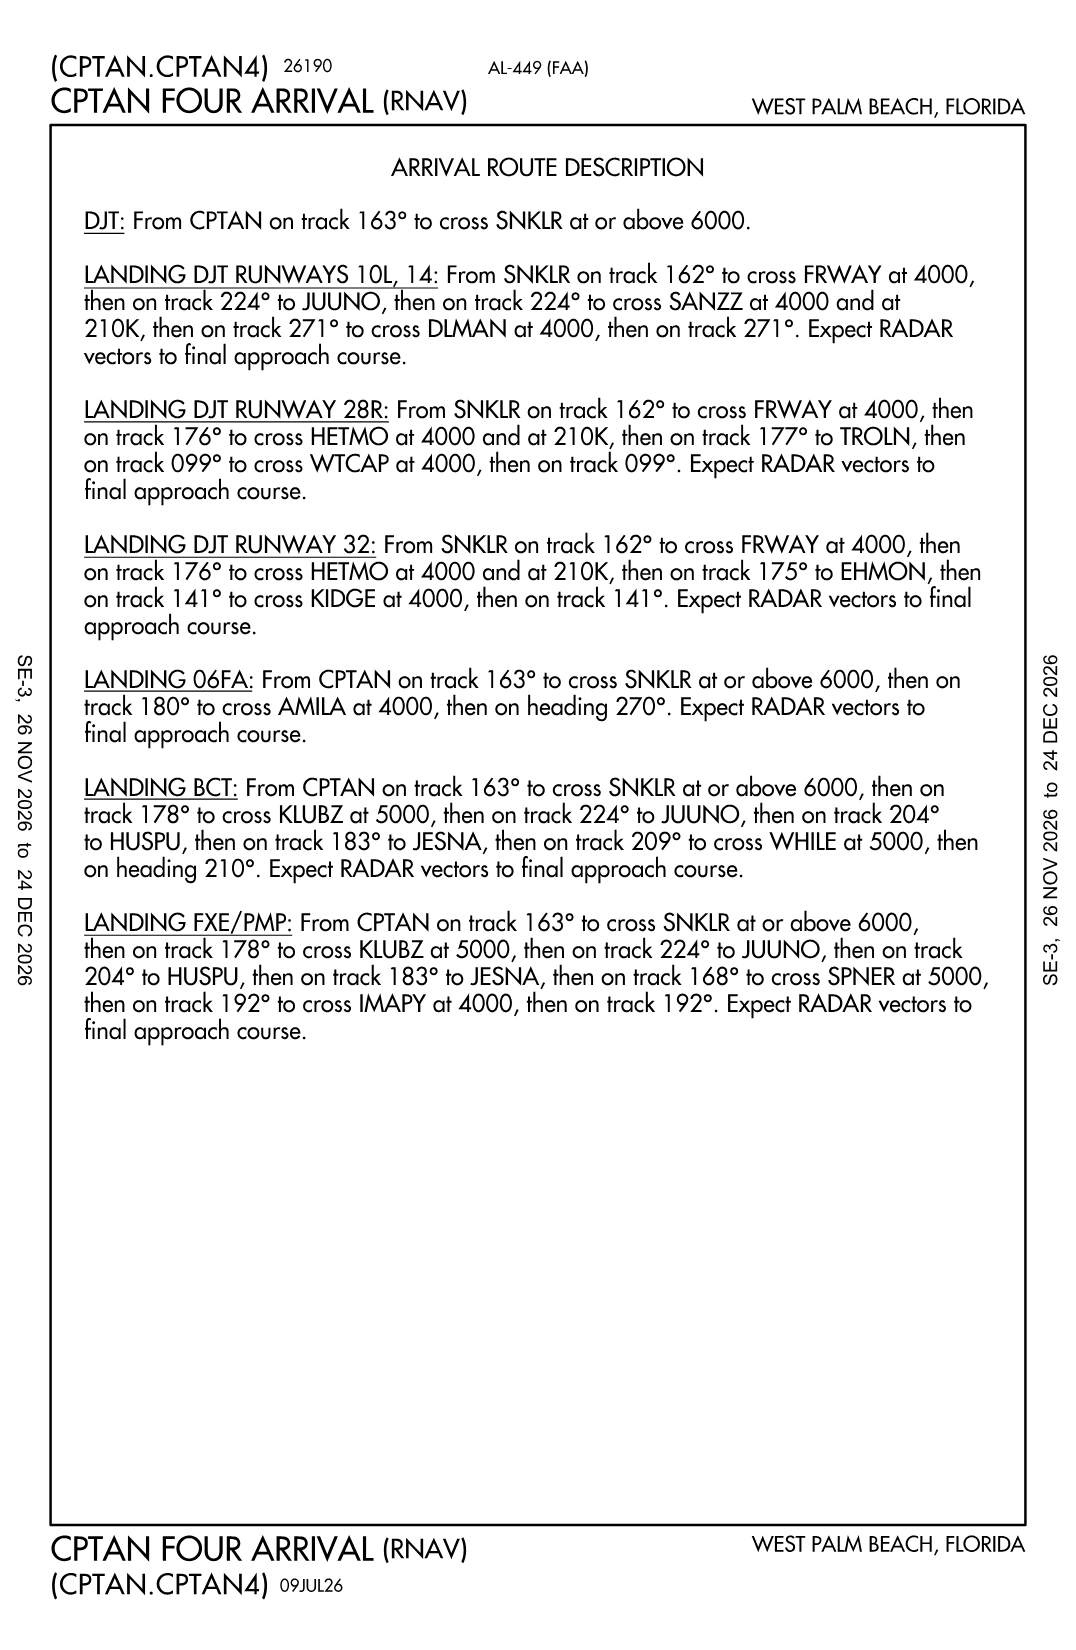 (CPTAN.CPTAN4) 26190
AL-449 (FAA)
CPTAN FOUR ARRIVAL (RNAV)
WEST PALM BEACH, FLORIDA
ARRIVAL ROUTE DESCRIPTION
DJT: From CPTAN on track 163° to cross SNKLR at or above 6000.
LANDING DJT RUNWAYS 10L, 14: From SNKLR on track 162° to cross FRWAY at 4000,
then on track 224° to JUUNO, then on track 224° to cross SANZZ at 4000 and at
210K, then on track 271° to cross DLMAN at 4000, then on track 271°. Expect RADAR
vectors to final approach course.
LANDING DJT RUNWAY 28R: From SNKLR on track 162° to cross FRWAY at 4000, then
on track 176° to cross HETMO at 4000 and at 210K, then on track 177° to TROLN, then
on track 099° to cross WTCAP at 4000, then on track 099°. Expect RADAR vectors to
final approach course.
LANDING DJT RUNWAY 32: From SNKLR on track 162° to cross FRWAY at 4000, then
on track 176° to cross HETMO at 4000 and at 210K, then on track 175° to EHMON, then
on track 141° to cross KIDGE at 4000, then on track 141°. Expect RADAR vectors to final
approach course.
LANDING 06FA: From CPTAN on track 163° to cross SNKLR at or above 6000, then on
track 180° to cross AMILA at 4000, then on heading 270°. Expect RADAR vectors to
final approach course.
LANDING BCT: From CPTAN on track 163° to cross SNKLR at or above 6000, then on
track 178° to cross KLUBZ at 5000, then on track 224° to JUUNO, then on track 204°
to HUSPU, then on track 183° to JESNA, then on track 209° to cross WHILE at 5000, then
on heading 210°. Expect RADAR vectors to final approach course.
LANDING FXE/PMP: From CPTAN on track 163° to cross SNKLR at or above 6000,
then on track 178° to cross KLUBZ at 5000, then on track 224° to JUUNO, then on track
204° to HUSPU, then on track 183° to JESNA, then on track 168° to cross SPNER at 5000,
then on track 192° to cross IMAPY at 4000, then on track 192°. Expect RADAR vectors to
final approach course.
SE-3, 26 NOV 2026 to 24 DEC 2026
SE-3, 26 NOV 2026 to 24 DEC 2026
CPTAN FOUR ARRIVAL (RNAV)
WEST PALM BEACH, FLORIDA
(CPTAN.CPTAN4) 09JUL26